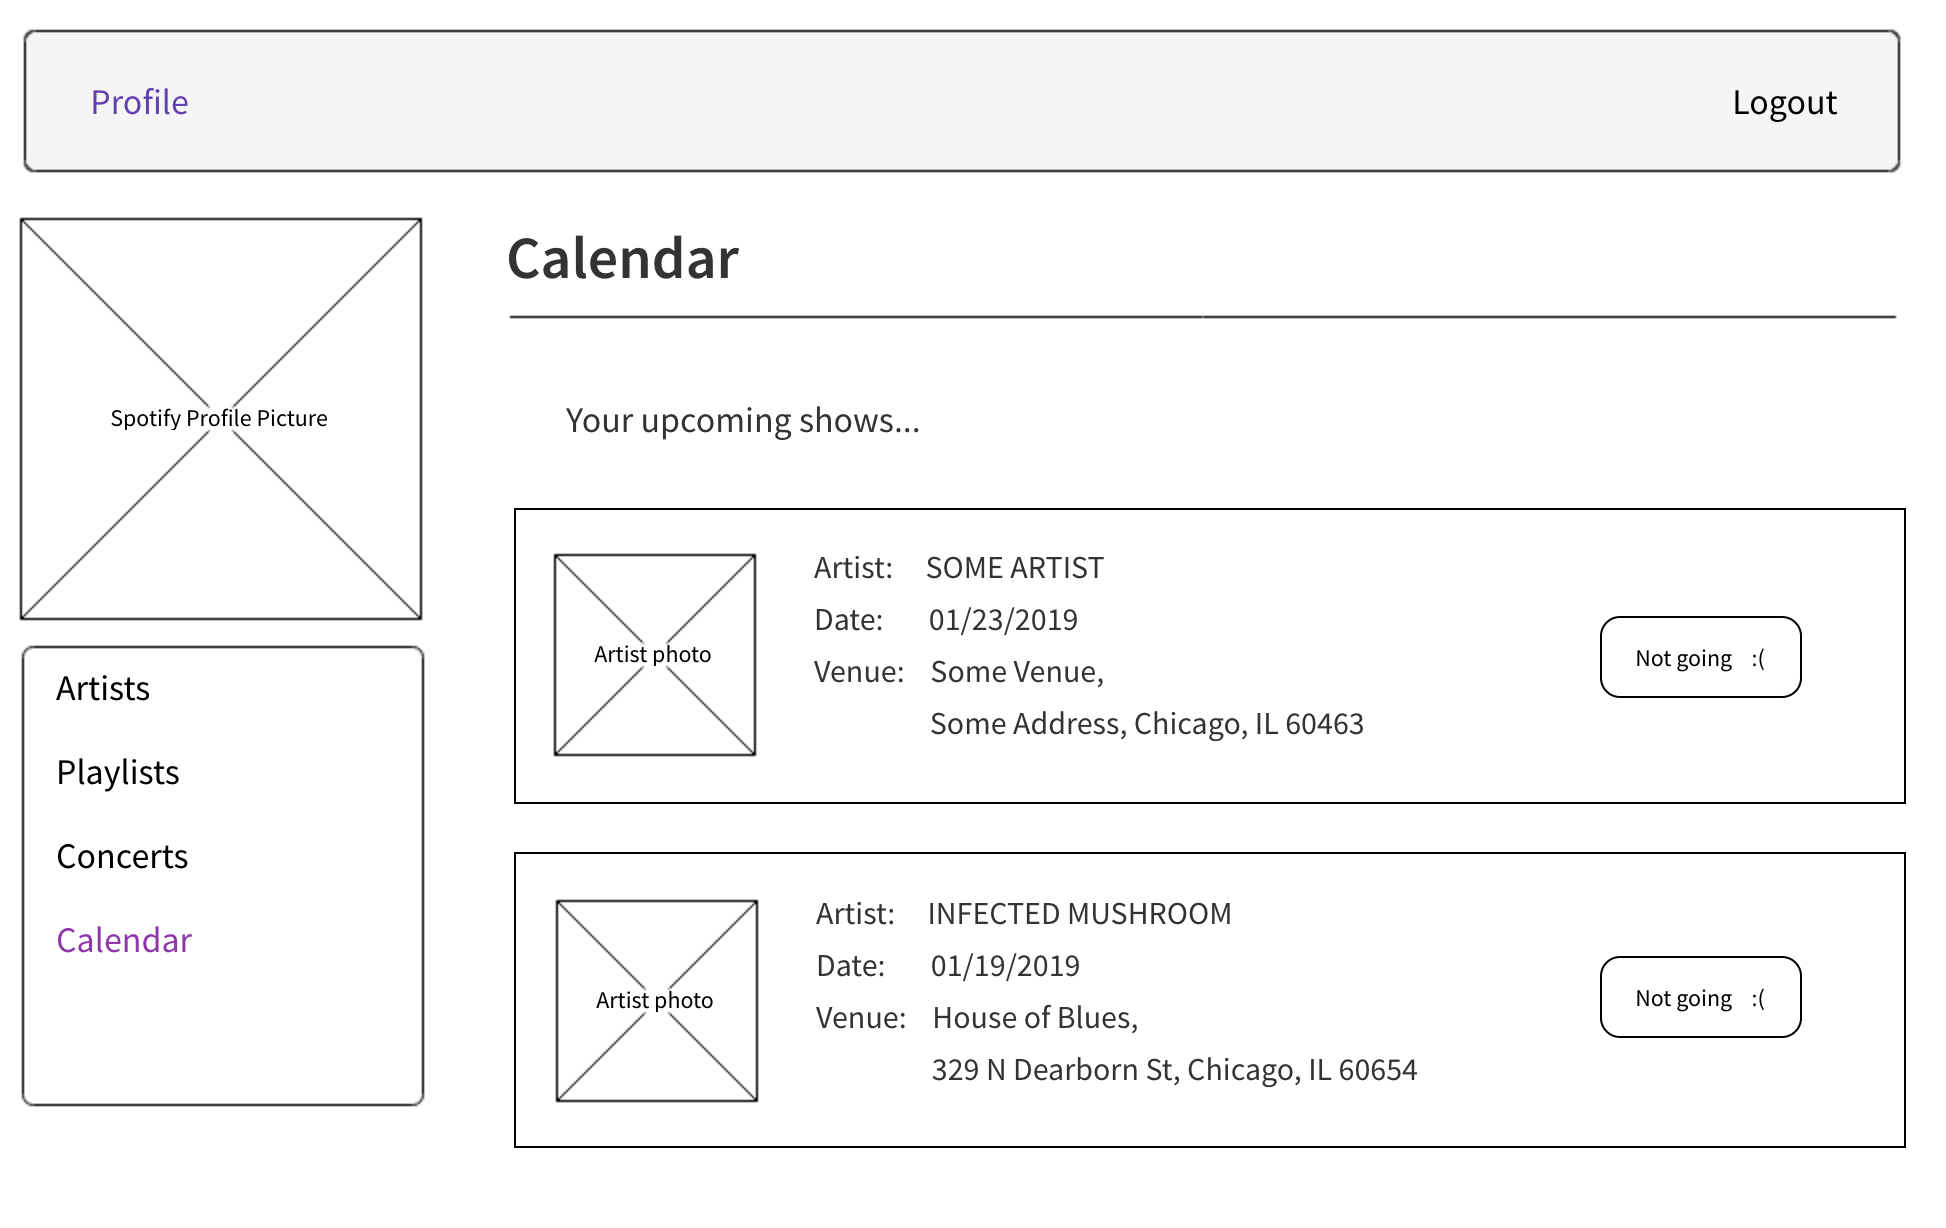 Profile
Logout
Spotify Profile Picture
Artists
Playlists
Concerts
Calendar
Calendar
Your upcoming shows...
Artist photo
Artist: SOME ARTIST
Date: 01/23/2019
Venue: Some Venue,
Some Address, Chicago, IL 60463
Not going :(
Artist photo
Artist: INFECTED MUSHROOM
Date: 01/19/2019
Venue: House of Blues,
329 N Dearborn St, Chicago, IL 60654
Not going :(